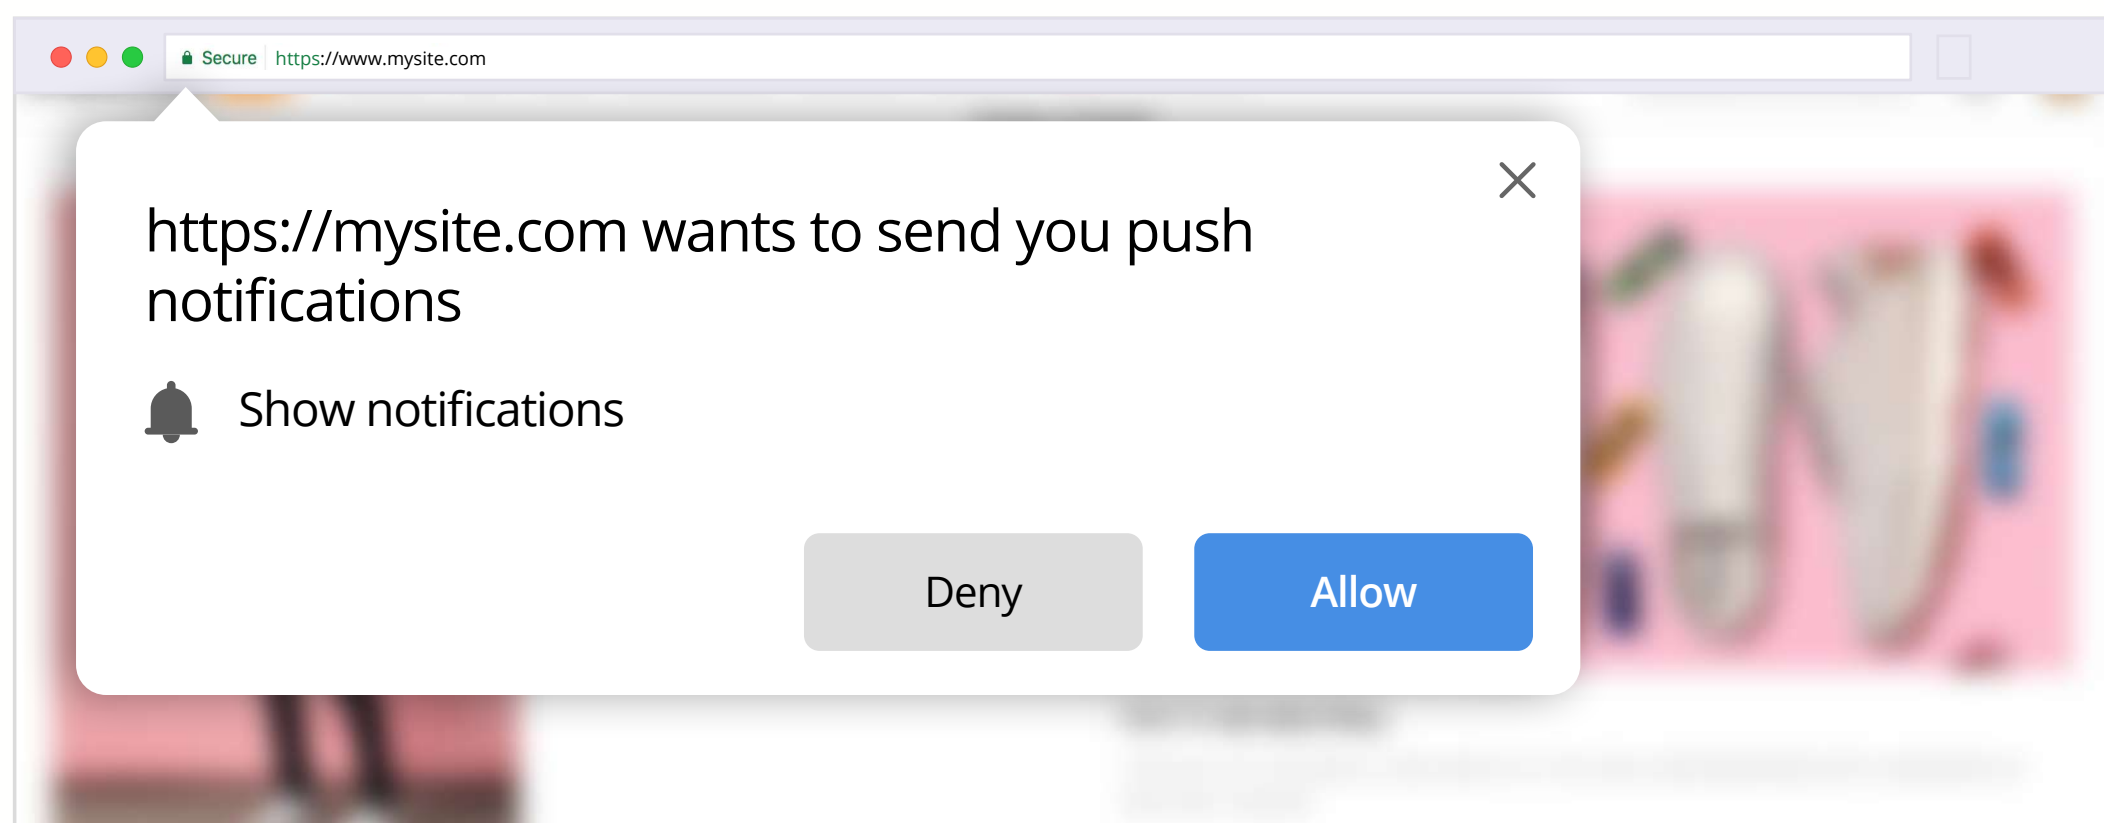 Secure https://www.mysite.com
https://mysite.com wants to send you push
notifications
Show notifications
Deny Allow